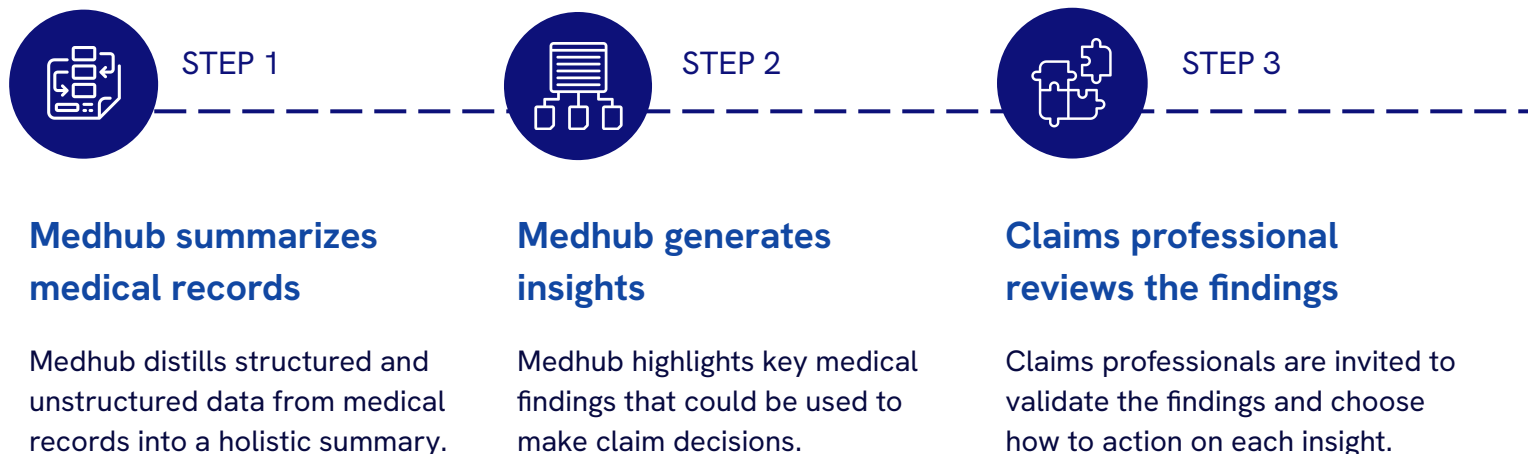 STEP 1
Medhub summarizes
medical records
Medhub distills structured and
unstructured data from medical
records into a holistic summary.
STEP 2
Medhub generates
insights
Medhub highlights key medical
findings that could be used to
make claim decisions.
STEP 3
Claims professional
reviews the findings
Claims professionals are invited to
validate the findings and choose
how to action on each insight.